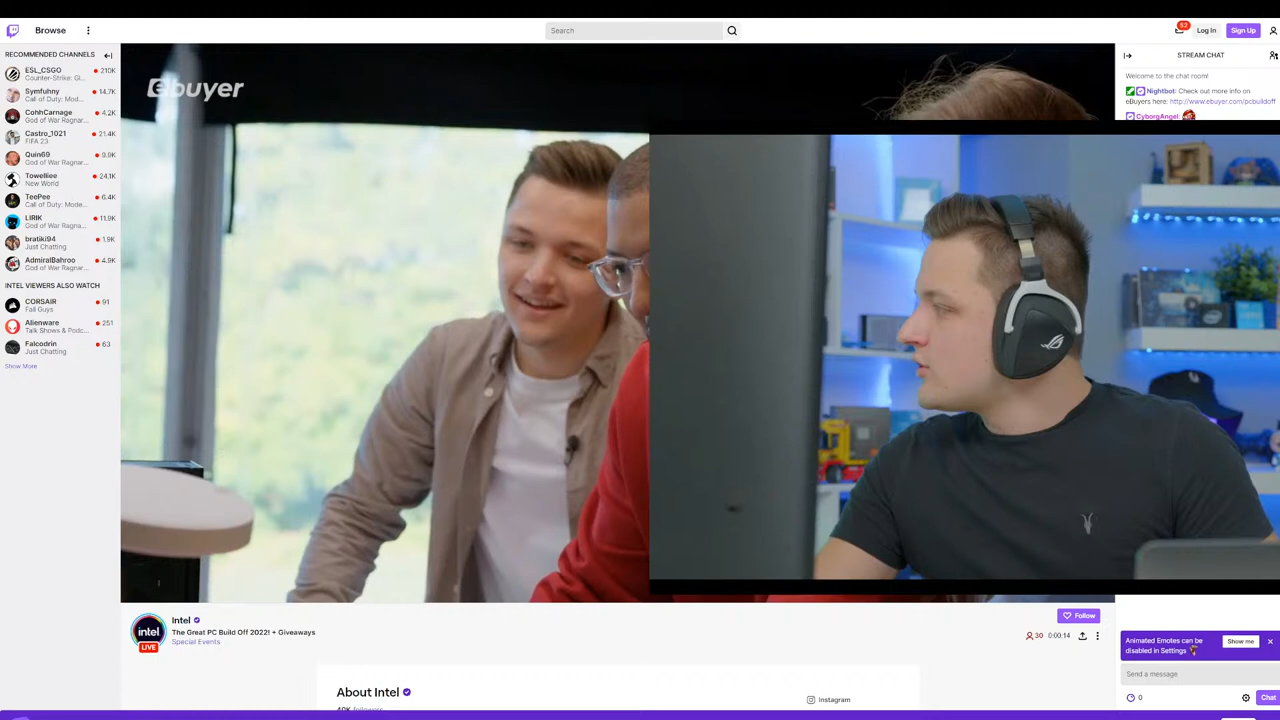 Browse
Search
52
Log In
Sign Up
RECOMMENDED CHANNELS
ESL_CSGO
210K
Counter-Strike: Gl...
Symfuhny
14.7K
Call of Duty: Mod...
CohhCarnage
4.2K
God of War Ragnar...
Castro_1021
21.4K
FIFA 23
Quin69
9.9K
God of War Ragnar...
Towelliee
24.1K
New World
TeePee
6.4K
Call of Duty: Mode...
LIRIK
11.9K
God of War Ragna...
bratiki94
1.9K
Just Chatting
AdmiralBahroo
4.9K
God of War Ragnar...
INTEL VIEWERS ALSO WATCH
CORSAIR
91
Fall Guys
Alienware
251
Talk Shows & Podc...
Falcodrin
63
Just Chatting
Show More
ebuyer
STREAM CHAT
Welcome to the chat room!
Nightbot: Check out more info on
eBuyers here: http://www.ebuyer.com/pcbuildoff
CyborgAngel:
intel
LIVE
Intel
The Great PC Build Off 2022! + Giveaways
Special Events
Follow
30
0:00:14
About Intel
40K followers
Instagram
Animated Emotes can be
disabled in Settings
Show me
Send a message
0
Chat